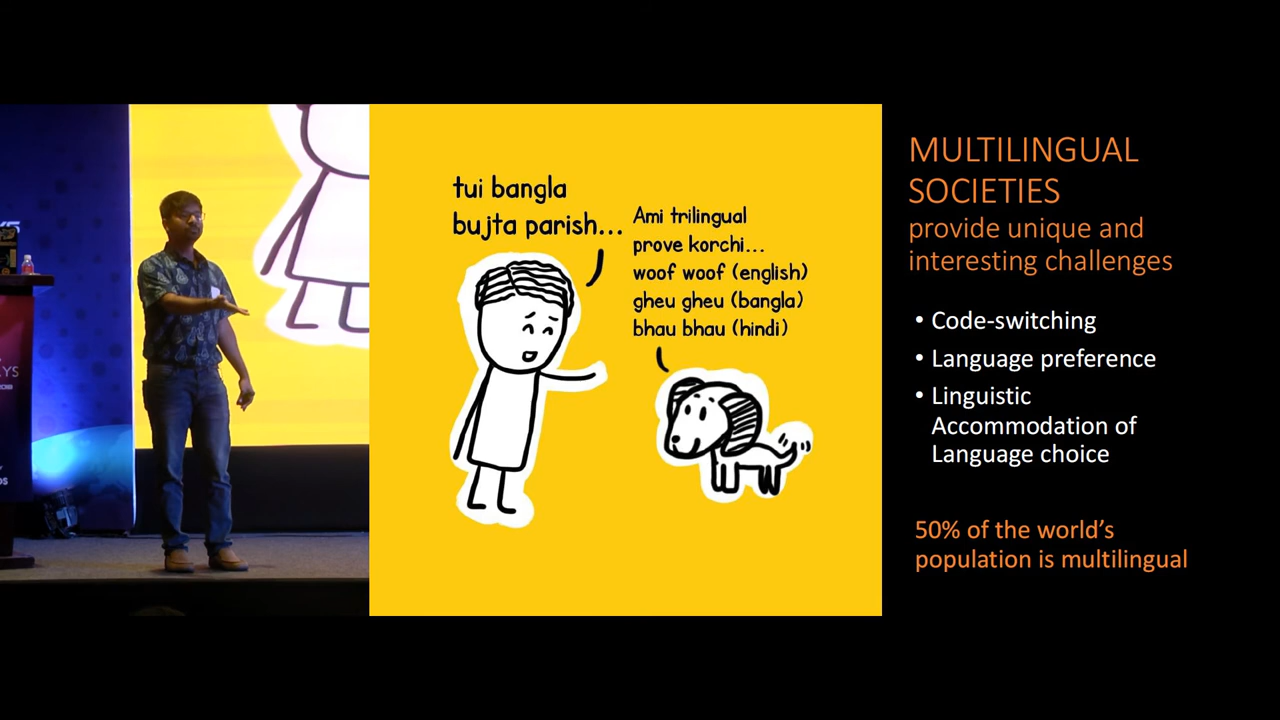 tui bangla
bujta parish...
Ami trilingual
prove korchi...
woof woof (english)
gheu gheu (bangla)
bhau bhau (hindi)
MULTILINGUAL
SOCIETIES
provide unique and
interesting challenges
• Code-switching
• Language preference
• Linguistic
Accommodation of
Language choice
50% of the world's
population is multilingual